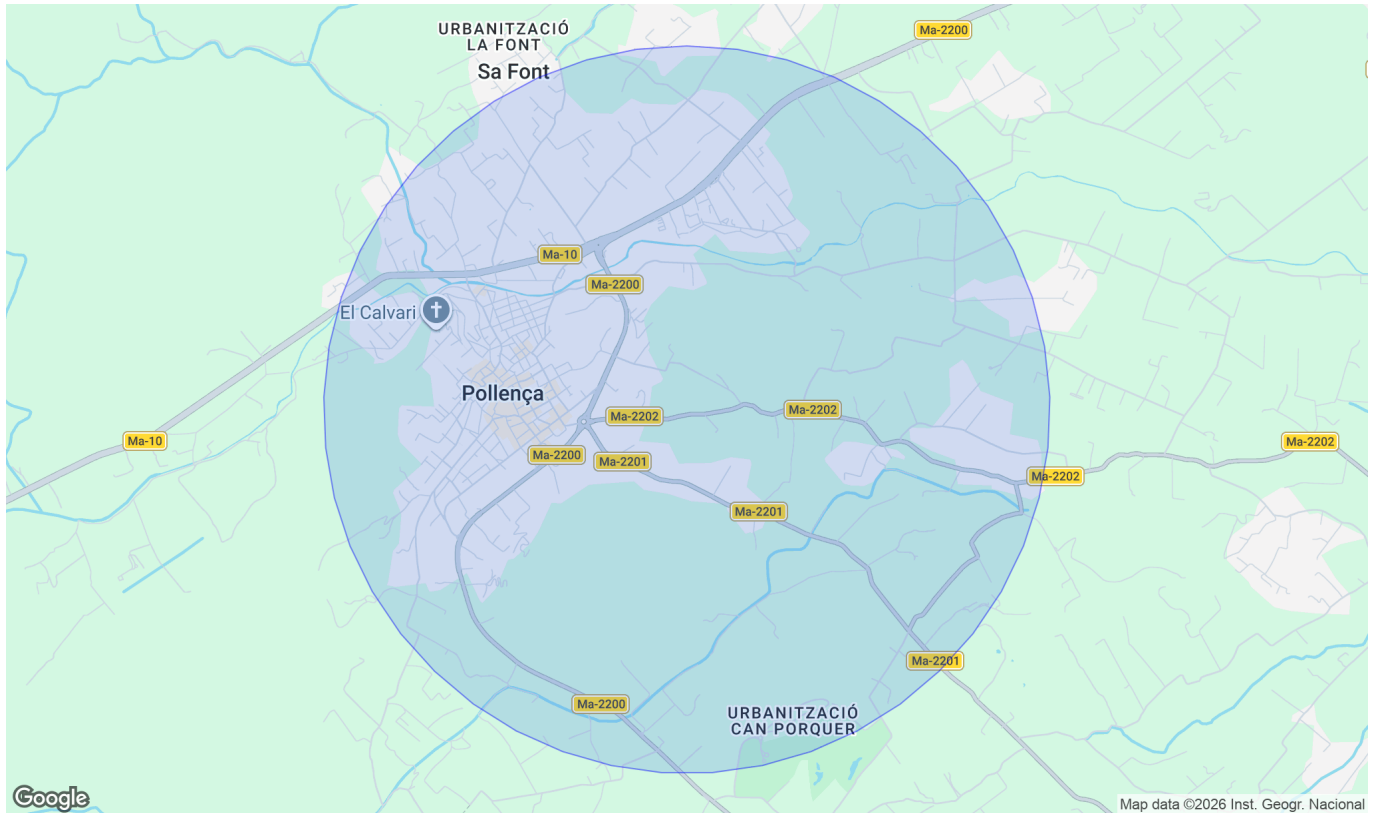 URBANITZACIÓ
LA FONT
Sa Font
Ma-2200
Ma-10
Ma-2200
El Calvari
Pollença
Ma-2202
Ma-2202
Ma-10
Ma-2202
Ma-2200
Ma-2201
Ma-2202
Ma-2201
Ma-2201
Ma-2200
URBANITZACIÓ
CAN PORQUER
Google
Map data ©2026 Inst. Geogr. Nacional